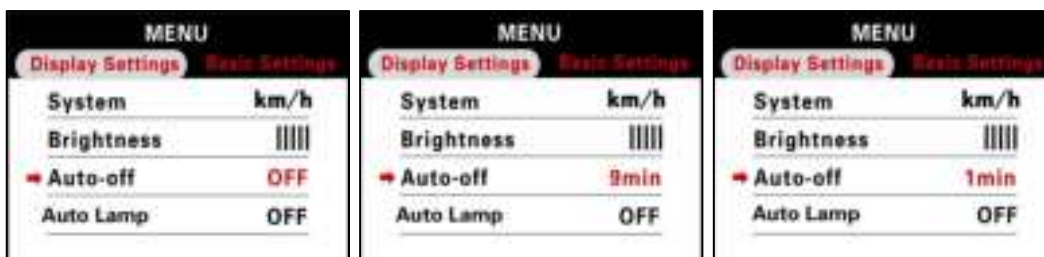 MENU
Display Settings Basic Settings
System km/h
Brightness
Auto-off OFF
Auto Lamp OFF
MENU
Display Settings Basic Settings
System km/h
Brightness
Auto-off 9min
Auto Lamp OFF
MENU
Display Settings Basic Settings
System km/h
Brightness
Auto-off 1min
Auto Lamp OFF